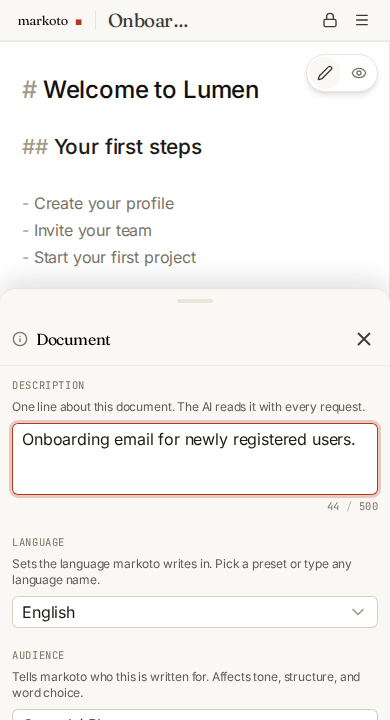 markoto
Onboar...
# Welcome to Lumen
## Your first steps
- Create your profile
- Invite your team
- Start your first project
Document
DESCRIPTION
One line about this document. The AI reads it with every request.
Onboarding email for newly registered users.
44 / 500
LANGUAGE
Sets the language markoto writes in. Pick a preset or type any
language name.
English
AUDIENCE
Tells markoto who this is written for. Affects tone, structure, and
word choice.